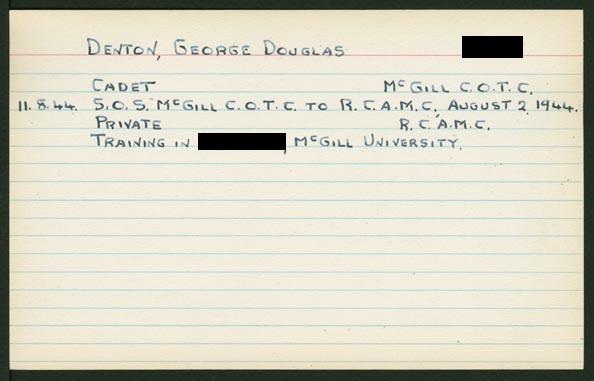 DENTON, GEORGE DOUGLAS
CADET McGILL C.O.T.C.
11.8.44. S.O.S. McGILL C.O.T.C. TO R.C.A.M.C. AUGUST 2, 1944.
PRIVATE R.C.A.M.C.
TRAINING IN , McGILL UNIVERSITY.